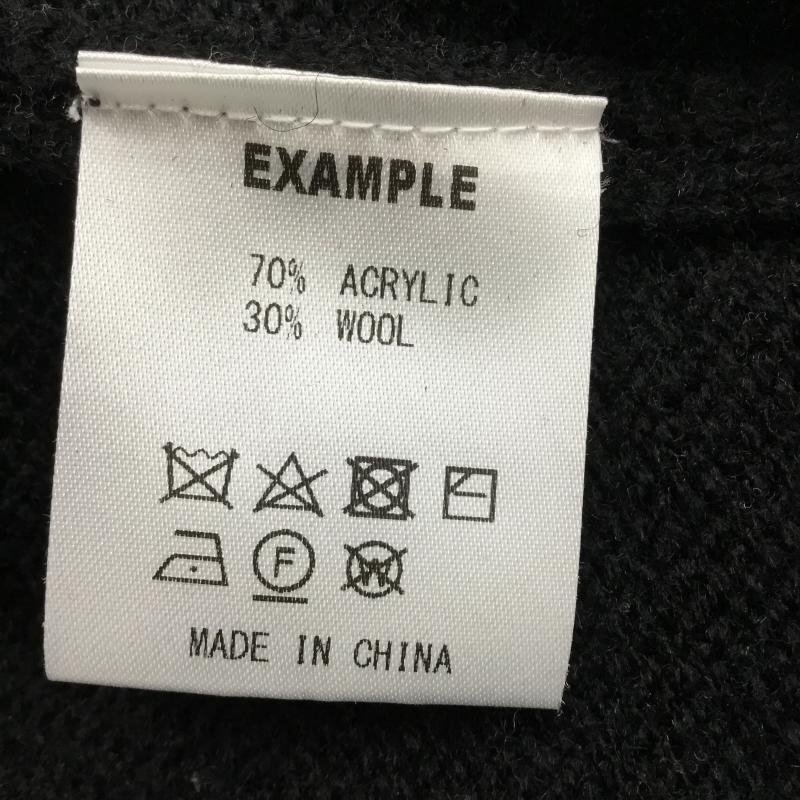 EXAMPLE
70% ACRYLIC
30% WOOL
F W
MADE IN CHINA